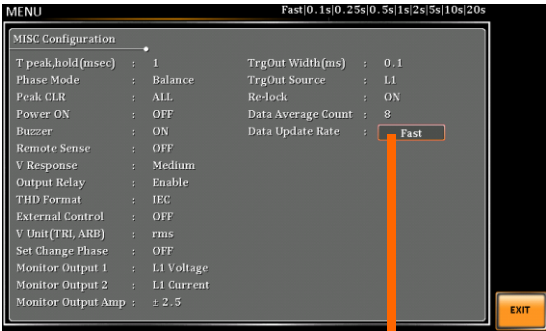 MENU Fast|0.1s|0.25s|0.5s|1s|2s|5s|10s|20s
MISC Configuration
T peak,hold(msec) : 1 TrgOut Width(ms) : 0.1
Phase Mode : Balance TrgOut Source : L1
Peak CLR : ALL Re-lock : ON
Power ON : OFF Data Average Count : 8
Buzzer : ON Data Update Rate : Fast
Remote Sense : OFF
V Response : Medium
Output Relay : Enable
THD Format : IEC
External Control : OFF
V Unit(TRI, ARB) : rms
Set Change Phase : OFF
Monitor Output 1 : L1 Voltage
Monitor Output 2 : L1 Current
Monitor Output Amp : ± 2.5
EXIT